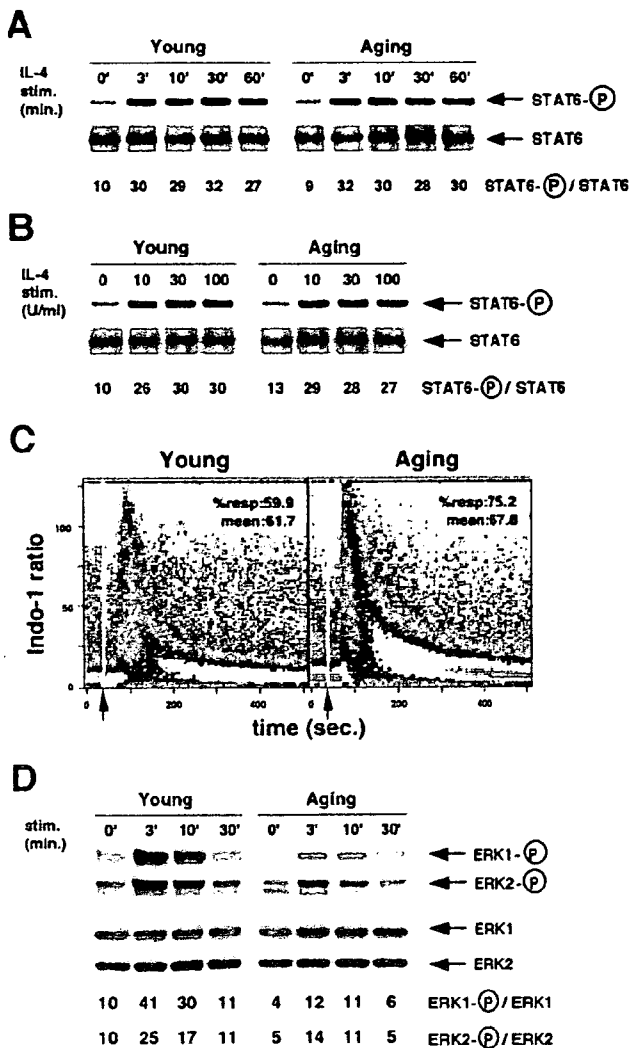 A
Young Aging
IL-4 stim. (min.)
0' 3' 10' 30' 60' 0' 3' 10' 30' 60'
STAT6-P
STAT6
10 30 29 32 27 9 32 30 28 30 STAT6-P / STAT6
B
Young Aging
IL-4 stim. (U/ml)
0 10 30 100 0 10 30 100
STAT6-P
STAT6
10 26 30 30 13 29 28 27 STAT6-P / STAT6
C
Young Aging
%resp:59.9 %resp:75.2
mean:61.7 mean:67.8
Indo-1 ratio
100
50
0
0 200 400 0 200 400
time (sec.)
D
Young Aging
stim. (min.)
0' 3' 10' 30' 0' 3' 10' 30'
ERK1-P
ERK2-P
ERK1
ERK2
10 41 30 11 4 12 11 6 ERK1-P / ERK1
10 25 17 11 5 14 11 5 ERK2-P / ERK2